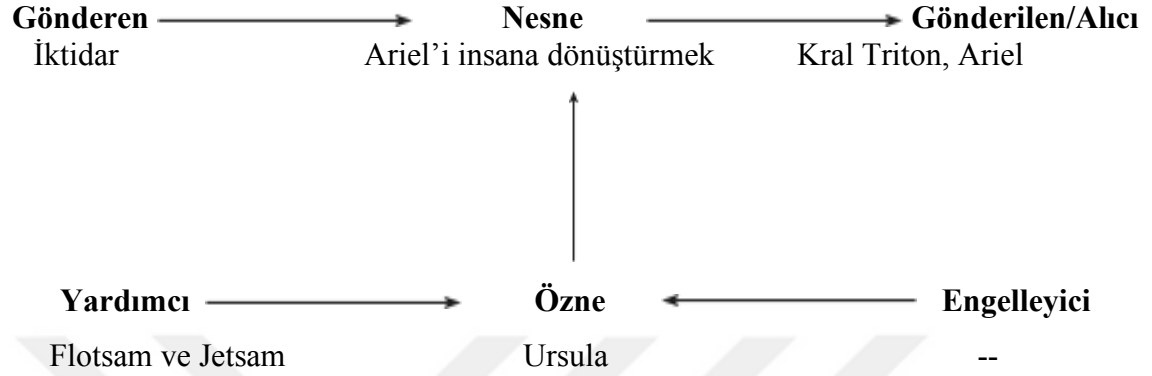 Gönderen Nesne Gönderilen/Alıcı
İktidar Ariel’i insana dönüştürmek Kral Triton, Ariel
Yardımcı Özne Engelleyici
Flotsam ve Jetsam Ursula --